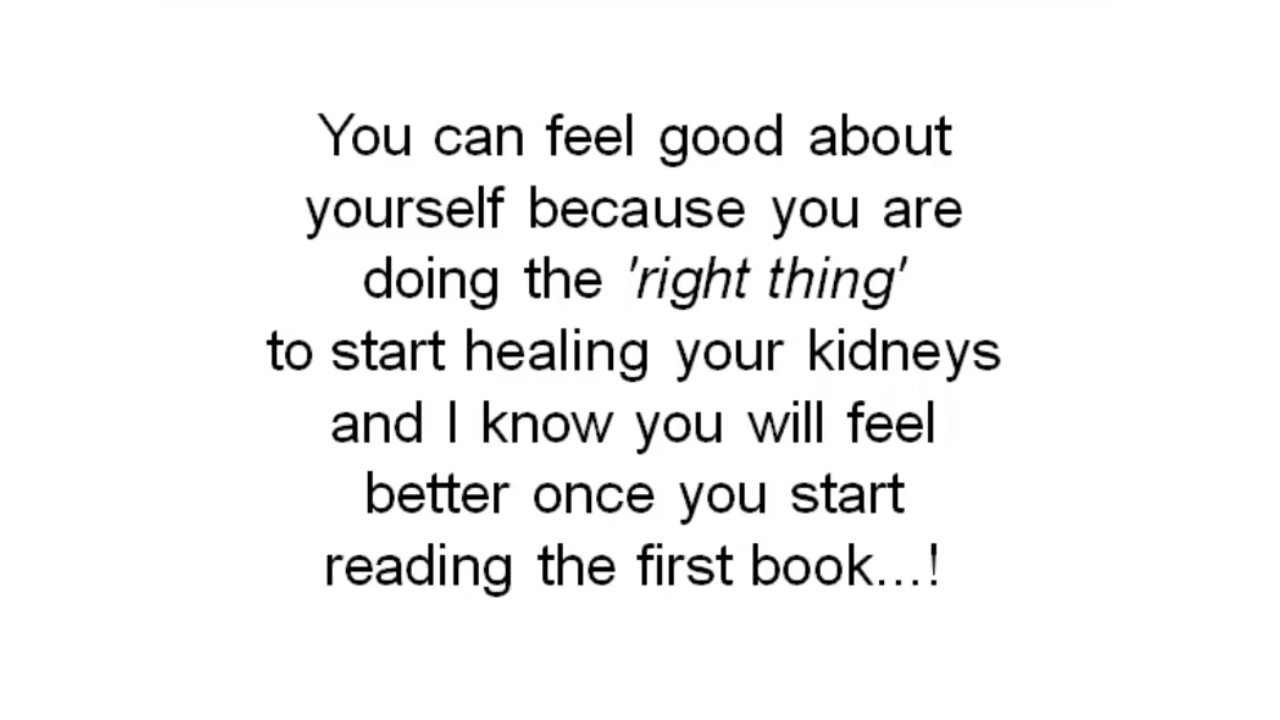 You can feel good about
yourself because you are
doing the 'right thing'
to start healing your kidneys
and I know you will feel
better once you start
reading the first book...!